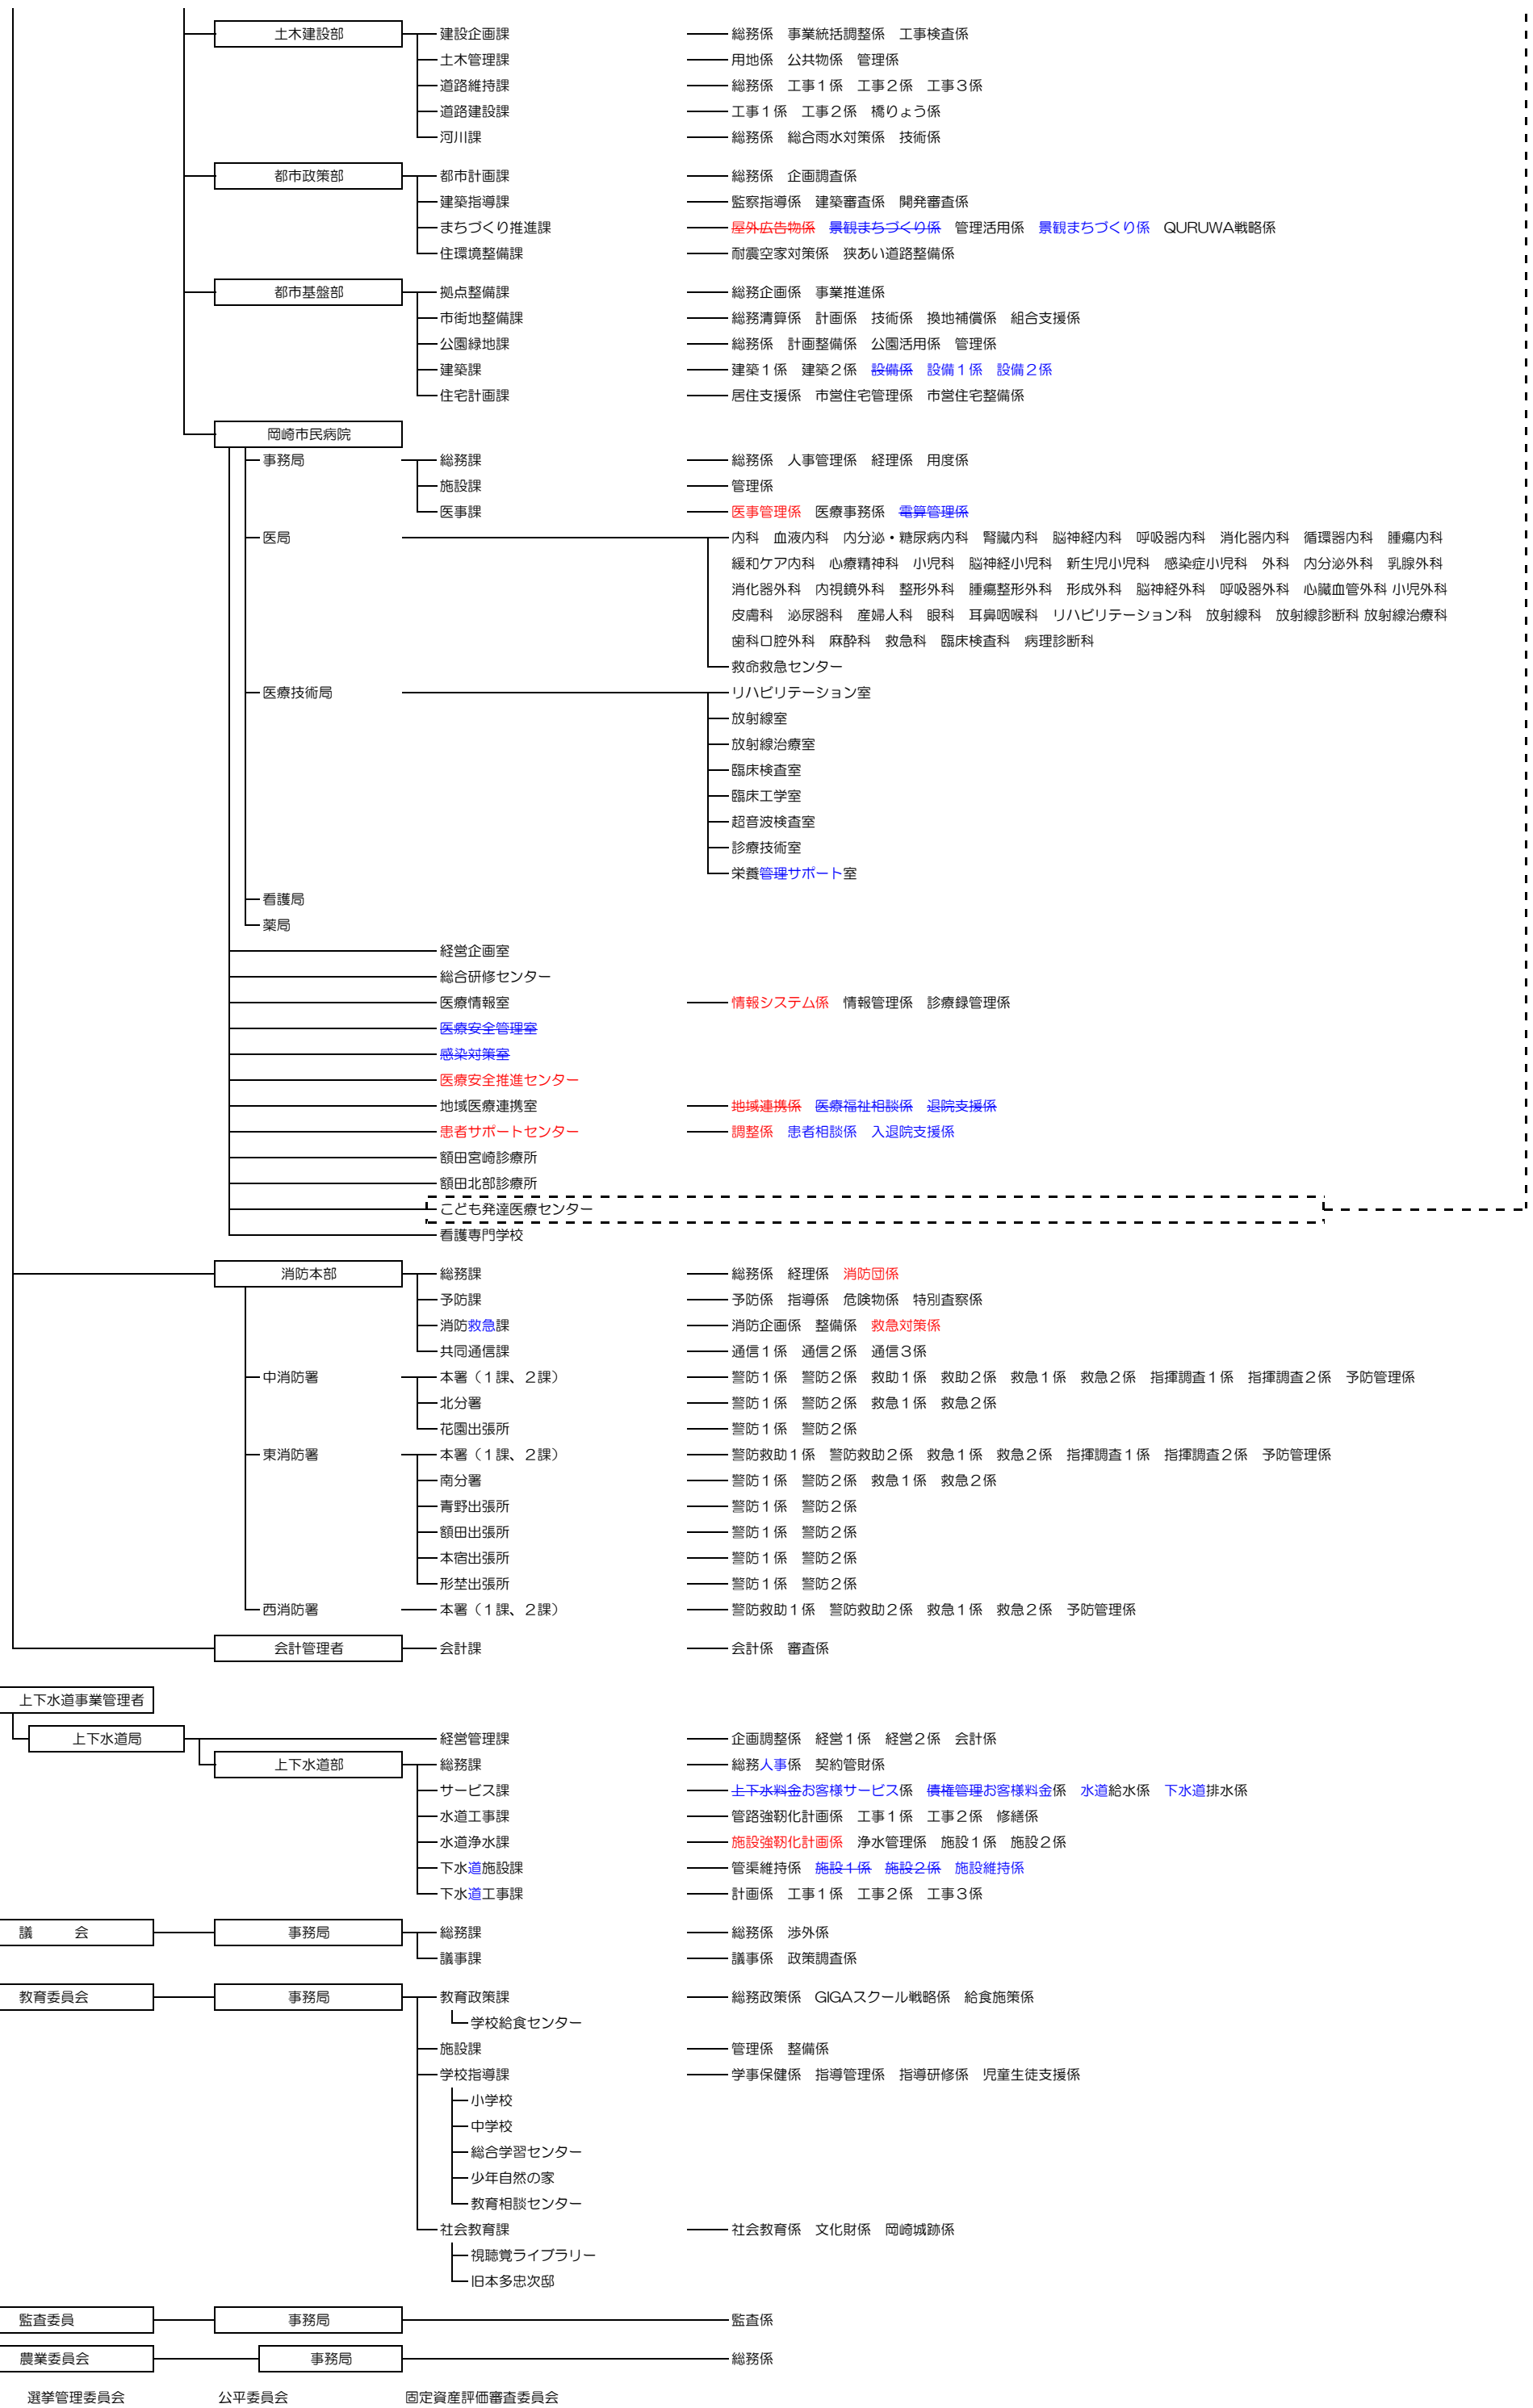 土木建設部　建設企画課　総務係　事業統括調整係　工事検査係
土木管理課　用地係　公共物係　管理係
道路維持課　総務係　工事１係　工事２係　工事３係
道路建設課　工事１係　工事２係　橋りょう係
河川課　総務係　総合雨水対策係　技術係
都市政策部　都市計画課　総務係　企画調査係
建築指導課　監察指導係　建築審査係　開発審査係
まちづくり推進課　屋外広告物係　景観まちづくり係　管理活用係　景観まちづくり係　QURUWA戦略係
住環境整備課　耐震空家対策係　狭あい道路整備係
都市基盤部　拠点整備課　総務企画係　事業推進係
市街地整備課　総務清算係　計画係　技術係　換地補償係　組合支援係
公園緑地課　総務係　計画整備係　公園活用係　管理係
建築課　建築１係　建築２係　設備係　設備１係　設備２係
住宅計画課　居住支援係　市営住宅管理係　市営住宅整備係
岡崎市民病院
事務局　総務課　総務係　人事管理係　経理係　用度係
施設課　管理係
医事課　医事管理係　医療事務係　電算管理係
医局　内科　血液内科　内分泌・糖尿病内科　腎臓内科　脳神経内科　呼吸器内科　消化器内科　循環器内科　腫瘍内科
緩和ケア内科　心療精神科　小児科　脳神経小児科　新生児小児科　感染症小児科　外科　内分泌外科　乳腺外科
消化器外科　内視鏡外科　整形外科　腫瘍整形外科　形成外科　脳神経外科　呼吸器外科　心臓血管外科 小児外科
皮膚科　泌尿器科　産婦人科　眼科　耳鼻咽喉科　リハビリテーション科　放射線科　放射線診断科 放射線治療科
歯科口腔外科　麻酔科　救急科　臨床検査科　病理診断科
救命救急センター
医療技術局　リハビリテーション室
放射線室
放射線治療室
臨床検査室
臨床工学室
超音波検査室
診療技術室
栄養管理サポート室
看護局
薬局
経営企画室
総合研修センター
医療情報室　情報システム係　情報管理係　診療録管理係
医療安全管理室
感染対策室
医療安全推進センター
地域医療連携室　地域連携係　医療福祉相談係　退院支援係
患者サポートセンター　調整係　患者相談係　入退院支援係
額田宮崎診療所
額田北部診療所
こども発達医療センター
看護専門学校
消防本部　総務課　総務係　経理係　消防団係
予防課　予防係　指導係　危険物係　特別査察係
消防救急課　消防企画係　整備係　救急対策係
共同通信課　通信１係　通信２係　通信３係
中消防署　本署（１課、２課）　警防１係　警防２係　救助１係　救助２係　救急１係　救急２係　指揮調査１係　指揮調査２係　予防管理係
北分署　警防１係　警防２係　救急１係　救急２係
花園出張所　警防１係　警防２係
東消防署　本署（１課、２課）　警防救助１係　警防救助２係　救急１係　救急２係　指揮調査１係　指揮調査２係　予防管理係
南分署　警防１係　警防２係　救急１係　救急２係
青野出張所　警防１係　警防２係
額田出張所　警防１係　警防２係
本宿出張所　警防１係　警防２係
形埜出張所　警防１係　警防２係
西消防署　本署（１課、２課）　警防救助１係　警防救助２係　救急１係　救急２係　予防管理係
会計管理者　会計課　会計係　審査係
上下水道事業管理者
上下水道局　経営管理課　企画調整係　経営１係　経営２係　会計係
上下水道部　総務課　総務人事係　契約管財係
サービス課　上下水料金お客様サービス係　債権管理お客様料金係　水道給水係　下水道排水係
水道工事課　管路強靭化計画係　工事１係　工事２係　修繕係
水道浄水課　施設強靭化計画係　浄水管理係　施設１係　施設２係
下水道施設課　管渠維持係　施設１係　施設２係　施設維持係
下水道工事課　計画係　工事１係　工事２係　工事３係
議　　　会　事務局　総務課　総務係　渉外係
議事課　議事係　政策調査係
教育委員会　事務局　教育政策課　総務政策係　GIGAスクール戦略係　給食施策係
学校給食センター
施設課　管理係　整備係
学校指導課　学事保健係　指導管理係　指導研修係　児童生徒支援係
小学校
中学校
総合学習センター
少年自然の家
教育相談センター
社会教育課　社会教育係　文化財係　岡崎城跡係
視聴覚ライブラリー
旧本多忠次邸
監査委員　事務局　監査係
農業委員会　事務局　総務係
選挙管理委員会　公平委員会　固定資産評価審査委員会